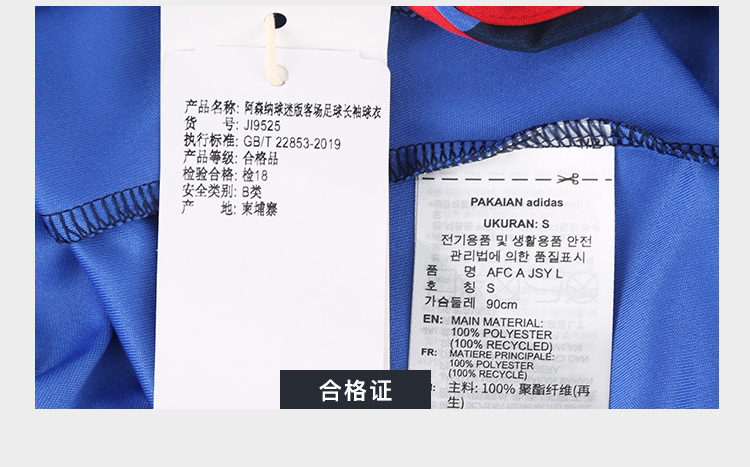 产品名称: 阿森纳球迷版客场足球长袖球衣
货 号: JI9525
执行标准: GB/T 22853-2019
产品等级: 合格品
检验合格: 检18
安全类别: B类
产 地: 柬埔寨
PAKAIAN adidas
UKURAN: S
전기용품 및 생활용품 안전
관리법에 의한 품질표시
품 명 AFC A JSY L
호 칭 S
가슴둘레 90cm
EN: MAIN MATERIAL:
100% POLYESTER
(100% RECYCLED)
FR: MATIERE PRINCIPALE:
100% POLYESTER
(100% RECYCLÉ)
主料: 100% 聚酯纤维(再
生)
合格证